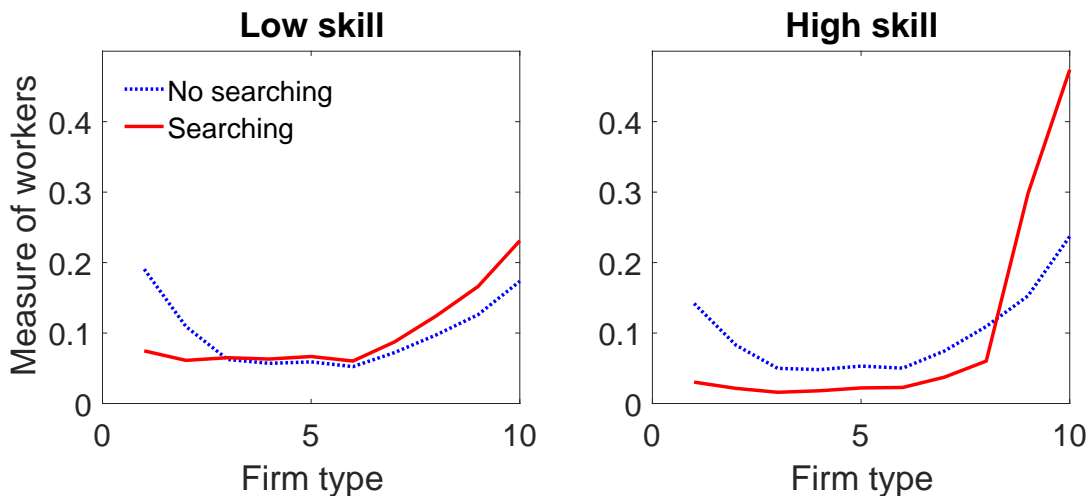 Low skill
Measure of workers
No searching
Searching
0.4
0.3
0.2
0.1
0
0
5
10
Firm type
High skill
0.4
0.3
0.2
0.1
0
0
5
10
Firm type